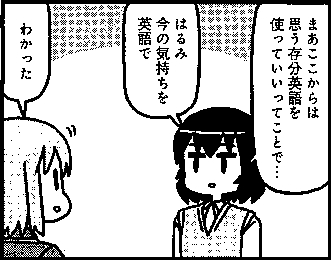 まあここからは
思う存分英語を
使っていいってことで…
はるみ
今の気持ちを
英語で
わかった